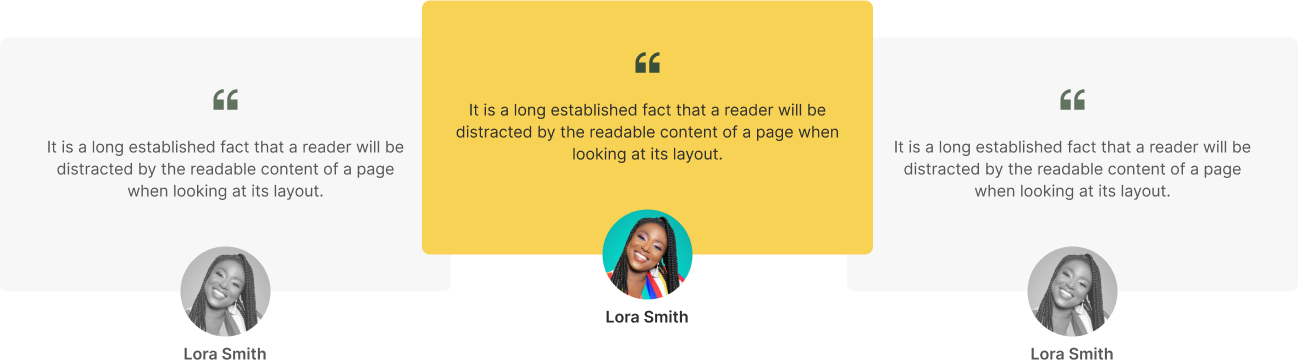 “
It is a long established fact that a reader will be
distracted by the readable content of a page
when looking at its layout.
Lora Smith
“
It is a long established fact that a reader will be
distracted by the readable content of a page when
looking at its layout.
Lora Smith
“
It is a long established fact that a reader will be
distracted by the readable content of a page
when looking at its layout.
Lora Smith